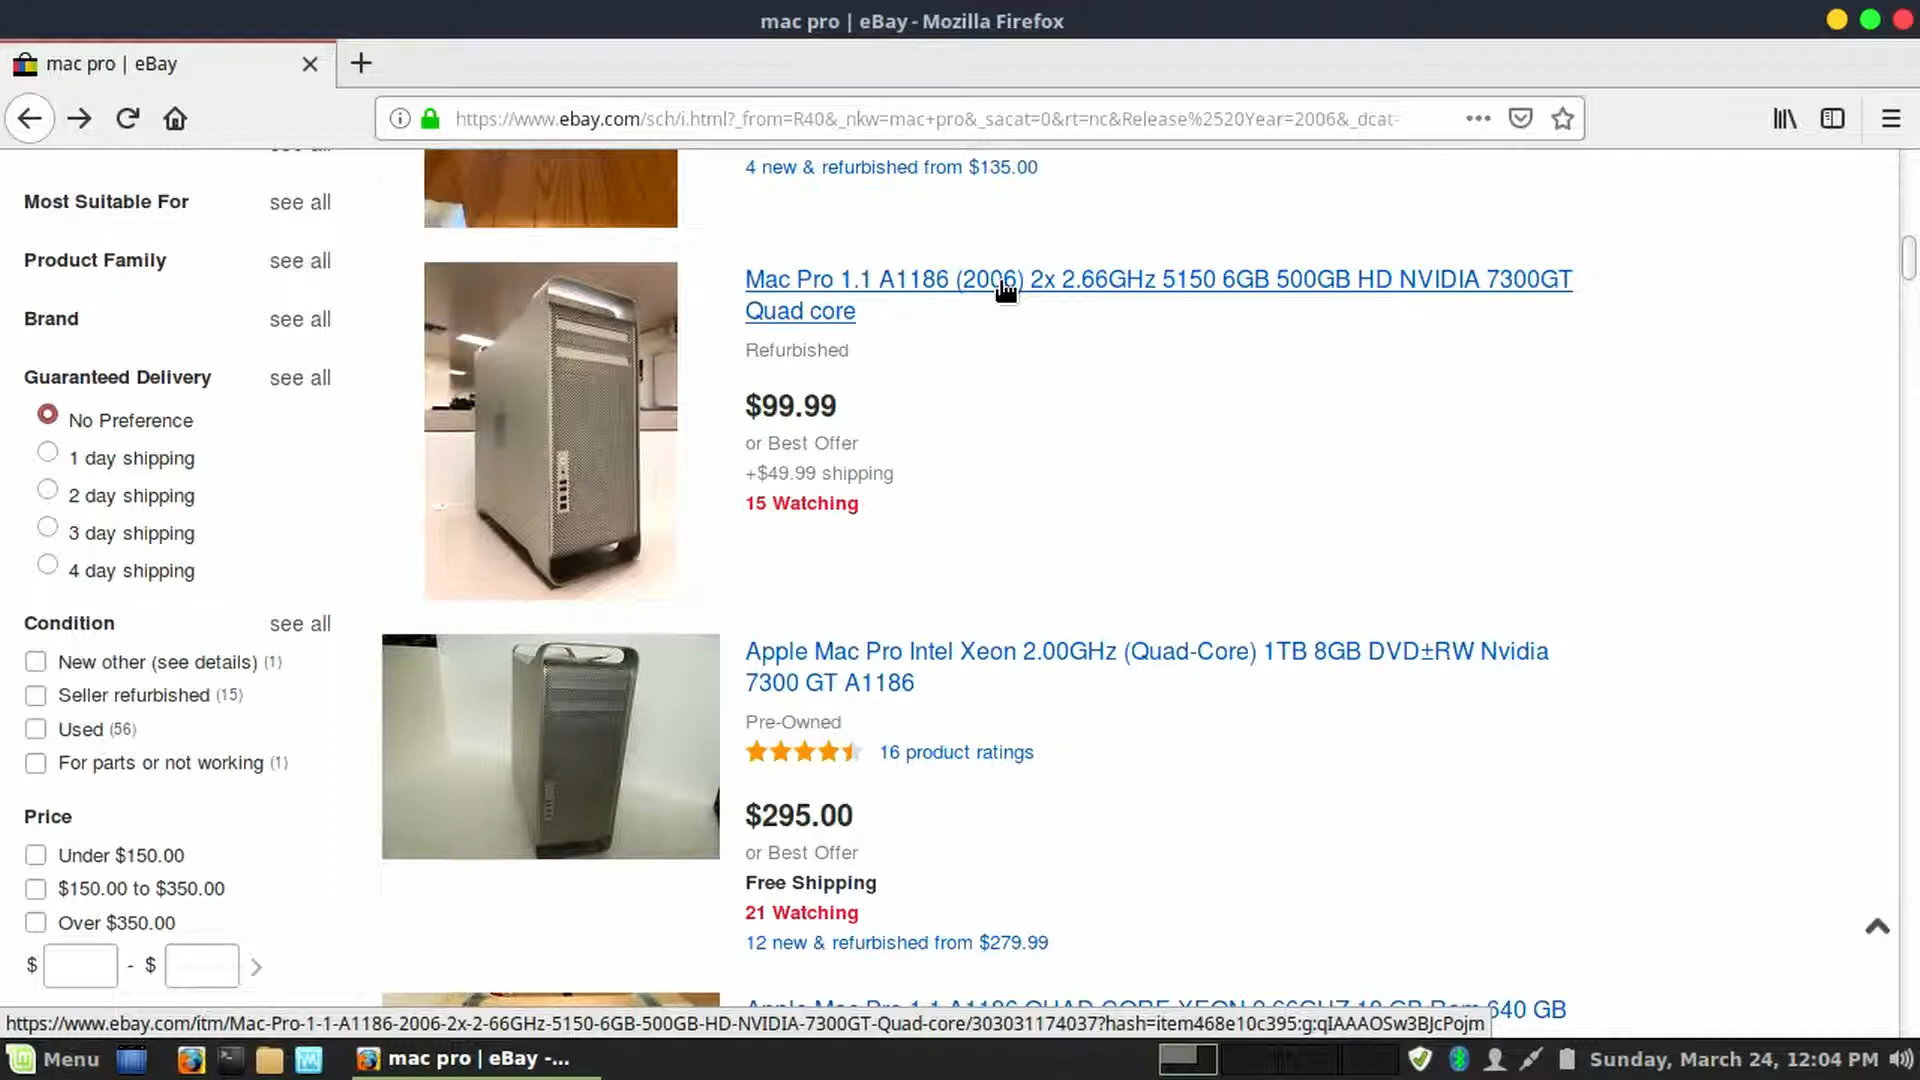 mac pro | eBay - Mozilla Firefox
mac pro | eBay
https://www.ebay.com/sch/i.html?_from=R40&_nkw=mac+pro&_sacat=0&rt=nc&Release%2520Year=2006&_dcat=
see all
Most Suitable For see all
Product Family see all
Brand see all
Guaranteed Delivery see all
No Preference
1 day shipping
2 day shipping
3 day shipping
4 day shipping
Condition see all
New other (see details) (1)
Seller refurbished (15)
Used (56)
For parts or not working (1)
Price
Under $150.00
$150.00 to $350.00
Over $350.00
$ - $
4 new & refurbished from $135.00
Mac Pro 1.1 A1186 (2006) 2x 2.66GHz 5150 6GB 500GB HD NVIDIA 7300GT
Quad core
Refurbished
$99.99
or Best Offer
+$49.99 shipping
15 Watching
Apple Mac Pro Intel Xeon 2.00GHz (Quad-Core) 1TB 8GB DVD±RW Nvidia
7300 GT A1186
Pre-Owned
16 product ratings
$295.00
or Best Offer
Free Shipping
21 Watching
12 new & refurbished from $279.99
Apple Mac Pro 1.1 A1186 QUAD CORE XEON 2.66GHZ 10 GB Ram 640 GB
https://www.ebay.com/itm/Mac-Pro-1-1-A1186-2006-2x-2-66GHz-5150-6GB-500GB-HD-NVIDIA-7300GT-Quad-core/303031174037?hash=item468e10c395:g:qIAAAOSw3BJcPojm
Menu
mac pro | eBay -...
Sunday, March 24, 12:04 PM